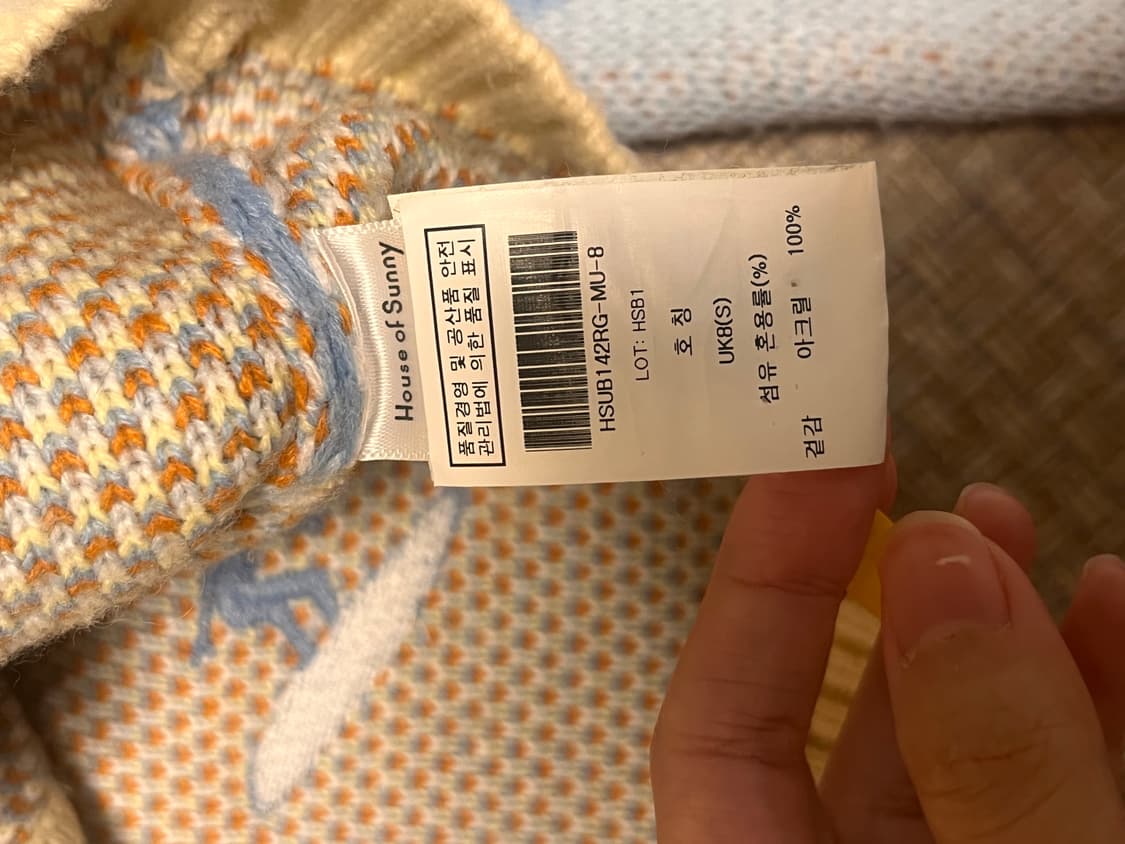 House of Sunny
품질경영 및 공산품 안전
관리법에 의한 품질 표시
HSUB142RG-MU-8
LOT: HSB1
호칭
UK8(S)
섬유 혼용률(%)
겉감 아크릴 100%